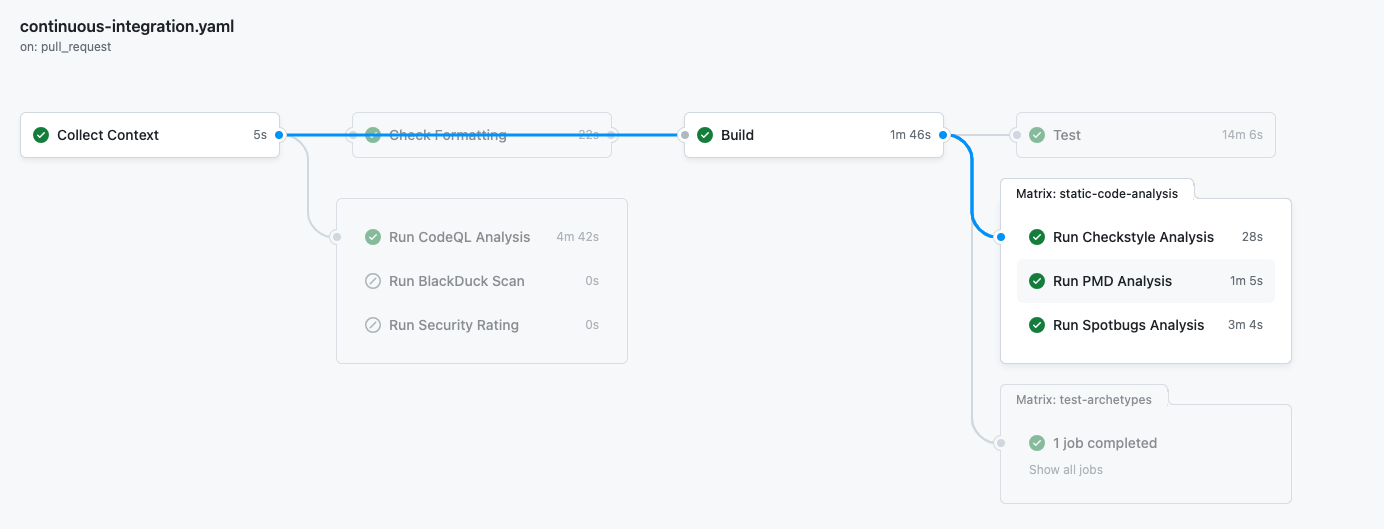 continuous-integration.yaml
on: pull_request
Collect Context 5s
Check Formatting 22s
Build 1m 46s
Test 14m 6s
Run CodeQL Analysis 4m 42s
Run BlackDuck Scan 0s
Run Security Rating 0s
Matrix: static-code-analysis
Run Checkstyle Analysis 28s
Run PMD Analysis 1m 5s
Run Spotbugs Analysis 3m 4s
Matrix: test-archetypes
1 job completed
Show all jobs